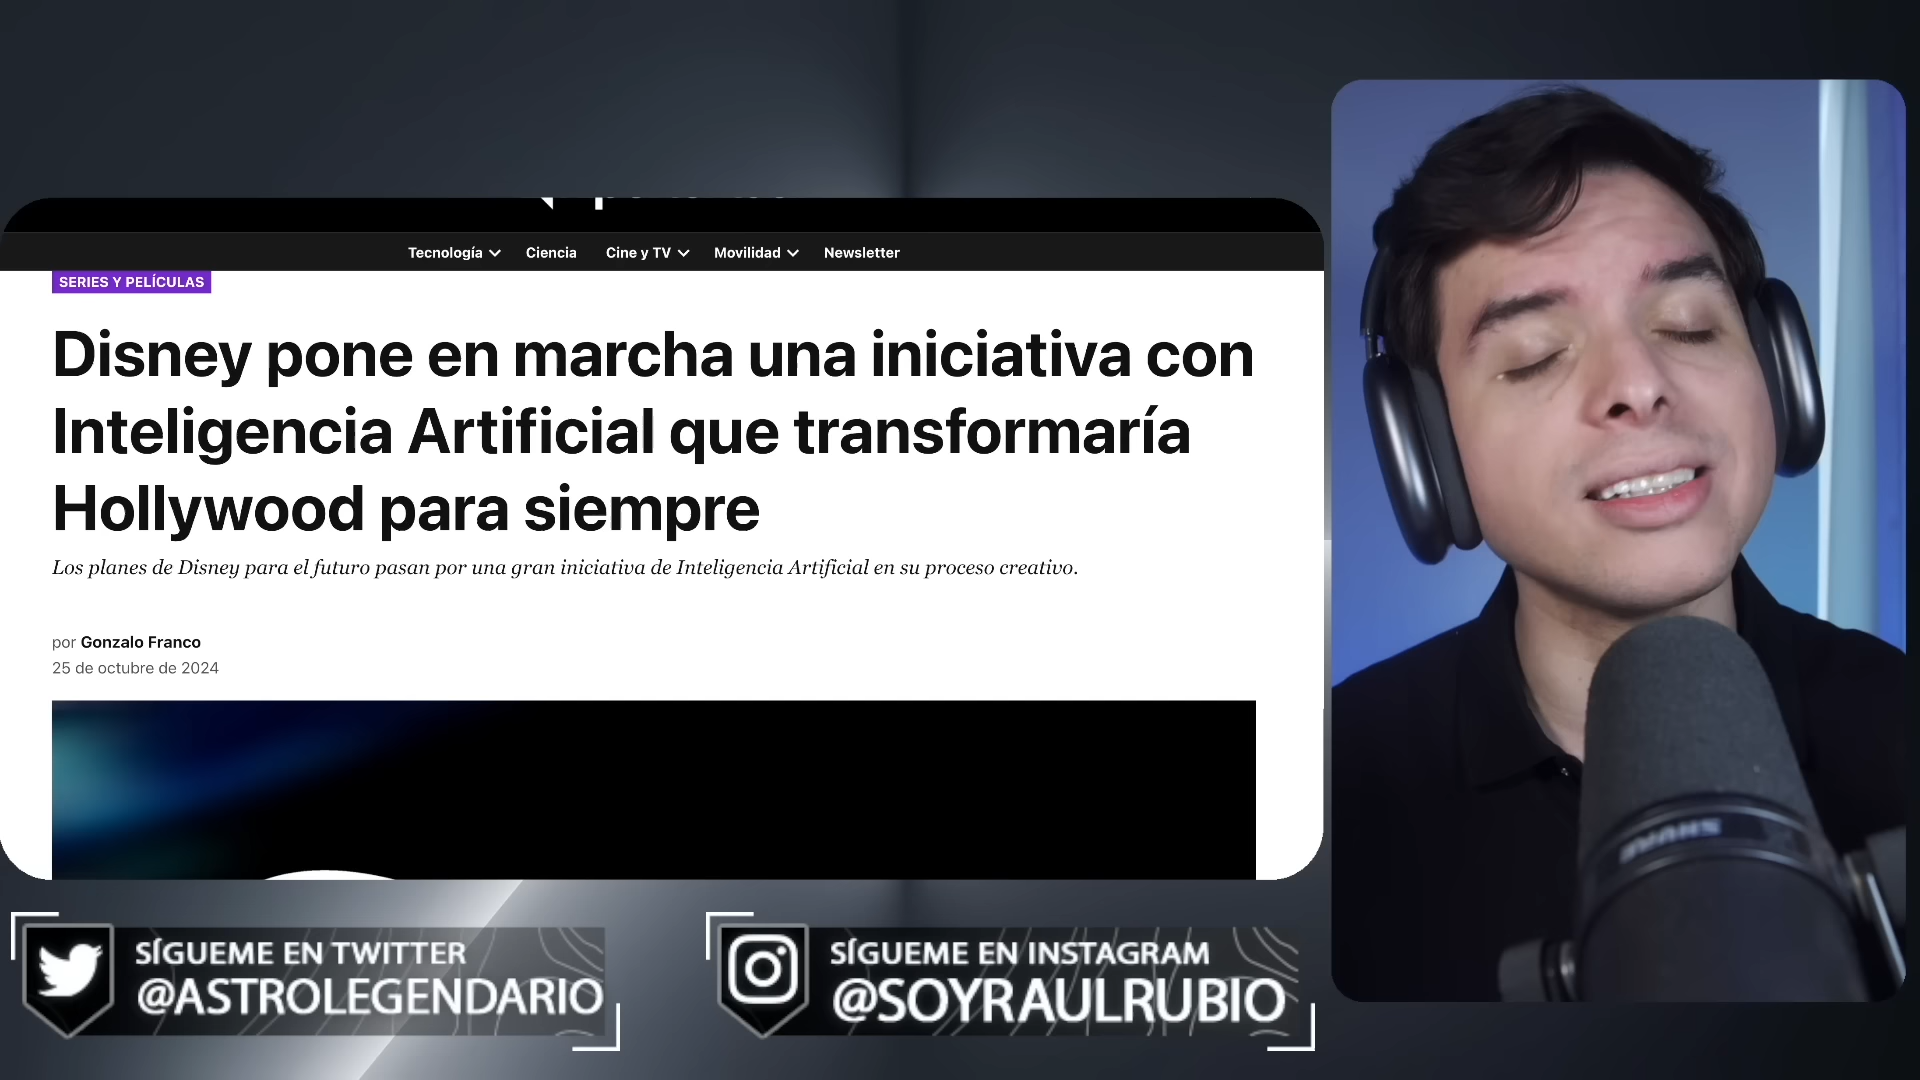 Tecnología Ciencia Cine y TV Movilidad Newsletter
SERIES Y PELÍCULAS
Disney pone en marcha una iniciativa con
Inteligencia Artificial que transformaría
Hollywood para siempre
Los planes de Disney para el futuro pasan por una gran iniciativa de Inteligencia Artificial en su proceso creativo.
por Gonzalo Franco
25 de octubre de 2024
SÍGUEME EN TWITTER
@ASTROLEGENDARIO
SÍGUEME EN INSTAGRAM
@SOYRAULRUBIO
SHURE